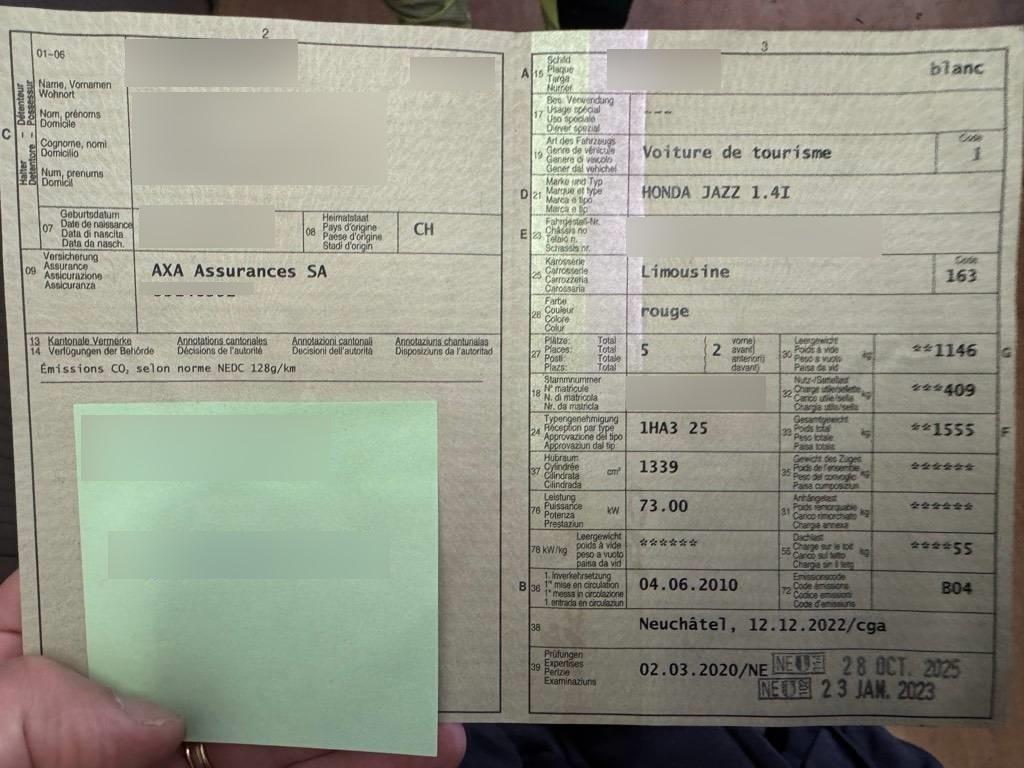 2
01-06
C
Halter - Détenteur
Detentore - Possessur
Name, Vornamen
Wohnort
Nom, prénoms
Domicile
Cognome, nomi
Domicilio
Num, prenums
Domicil
07
Geburtsdatum
Date de naissance
Data di nascita
Data da nasch.
08
Heimatstaat
Pays d'origine
Paese d'origine
Stadi d'origin
CH
09
Versicherung
Assurance
Assicurazione
Assicuranza
AXA Assurances SA
13 Kantonale Vermerke Annotations cantonales Annotazioni cantonali Annotaziuns chantunalas
14 Verfügungen der Behörde Décisions de l'autorité Decisioni dell'autorità Disposiziuns da l'autoritad
Émissions CO, selon norme NEDC 128g/km
3
A 15
Schild
Plaque
Targa
Numer
blanc
17
Bes. Verwendung
Usage spécial
Uso speciale
Diever spezial
---
19
Art des Fahrzeugs
Genre de véhicule
Genere di veicolo
Gener dal vehichel
Voiture de tourisme
Code
1
D 21
Marke und Typ
Marque et type
Marca e tipo
Marca e tip
HONDA JAZZ 1.4I
E 23
Fahrgestell-Nr.
Châssis no
Telaio n.
Schassis nr.
25
Karosserie
Carrosserie
Carrozzeria
Carossaria
Limousine
Code
163
26
Farbe
Couleur
Colore
Colur
rouge
27
Plätze: Total
Places: Total
Posti: Totale
Plazs: Total
5
2
(vorne)
avant)
anteriori)
davant)
30
Leergewicht
Poids à vide
Peso a vuoto
Paisa da vid
kg
**1146
G
18
Stammnummer
N° matricule
N. di matricola
Nr. da matricla
32
Nutz-/Sattellast
Charge utile/sellette
Carico utile/sella
Chargia utila/sella
kg
***409
24
Typengenehmigung
Réception par type
Approvazione del tipo
Approvaziun dal tip
1HA3 25
33
Gesamtgewicht
Poids total
Peso totale
Paisa totala
kg
**1555
F
37
Hubraum
Cylindrée
Cilindrata
Cilindrada
cm³
1339
35
Gewicht des Zuges
Poids de l'ensemble
Peso del convoglio
Paisa cumposiziun
kg
******
76
Leistung
Puissance
Potenza
Prestaziun
kW
73.00
31
Anhängelast
Poids remorquable
Carico rimorchiato
Chargia annexa
kg
******
78 kW/kg
Leergewicht
poids à vide
peso a vuoto
paisa da vid
******
55
Dachlast
Charge sur le toit
Carico sul tetto
Chargia sin il tetg
kg
****55
B 36
1. Inverkehrsetzung
1re mise en circulation
1a messa in circolazione
1. entrada en circulaziun
04.06.2010
72
Emissionscode
Code émissions
Codice emissioni
Code d'emissiuns
B04
38
Neuchâtel, 12.12.2022/cga
39
Prüfungen
Expertises
Perizie
Examinaziuns
02.03.2020/NE
28 OCT. 2025
23 JAN. 2023